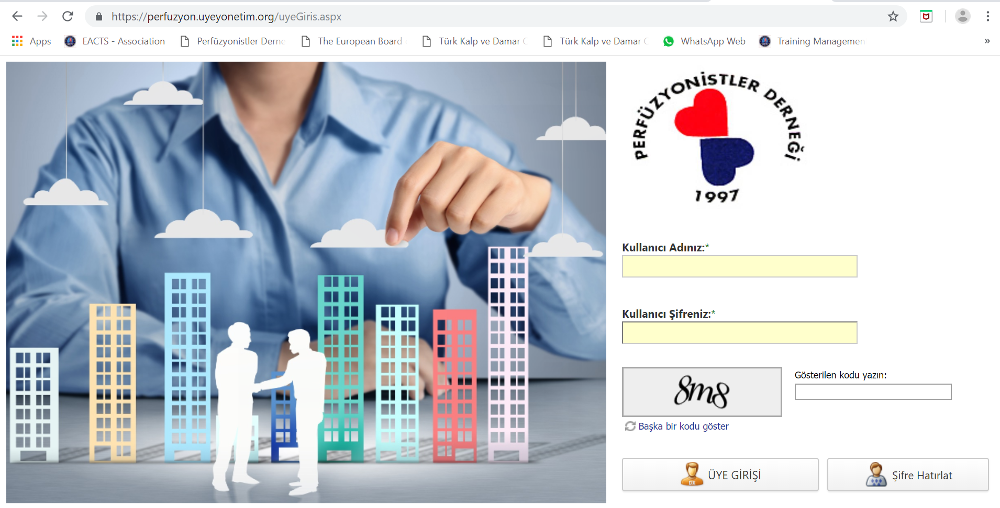 https://perfuzyon.uyeyonetim.org/uyeGiris.aspx
Apps
EACTS - Association
Perfüzyonistler Derne
The European Board
Türk Kalp ve Damar C
Türk Kalp ve Damar C
WhatsApp Web
Training Managemen
»
PERFÜZYONİSTLER DERNEĞİ
1997
Kullanıcı Adınız:*
Kullanıcı Şifreniz:*
8m8
Gösterilen kodu yazın:
Başka bir kodu göster
DX
ÜYE GİRİŞİ
Şifre Hatırlat